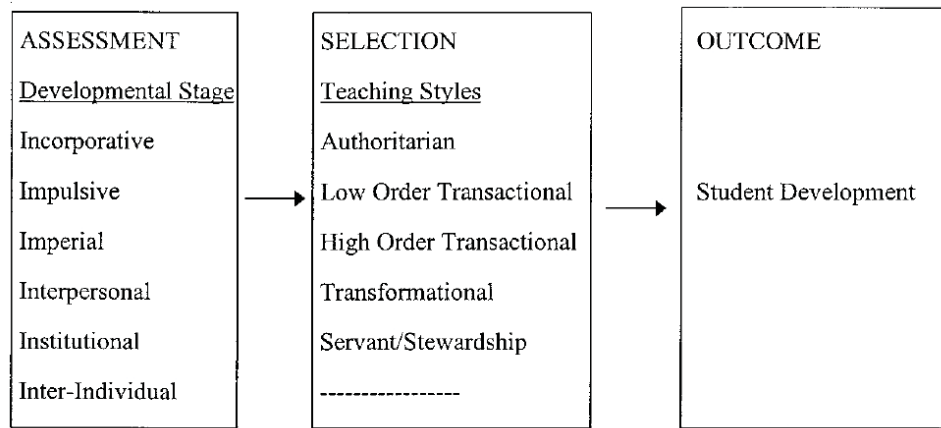 ASSESSMENT
Developmental Stage
Incorporative
Impulsive
Imperial
Interpersonal
Institutional
Inter-Individual
SELECTION
Teaching Styles
Authoritarian
Low Order Transactional
High Order Transactional
Transformational
Servant/Stewardship
-----------------
OUTCOME
Student Development